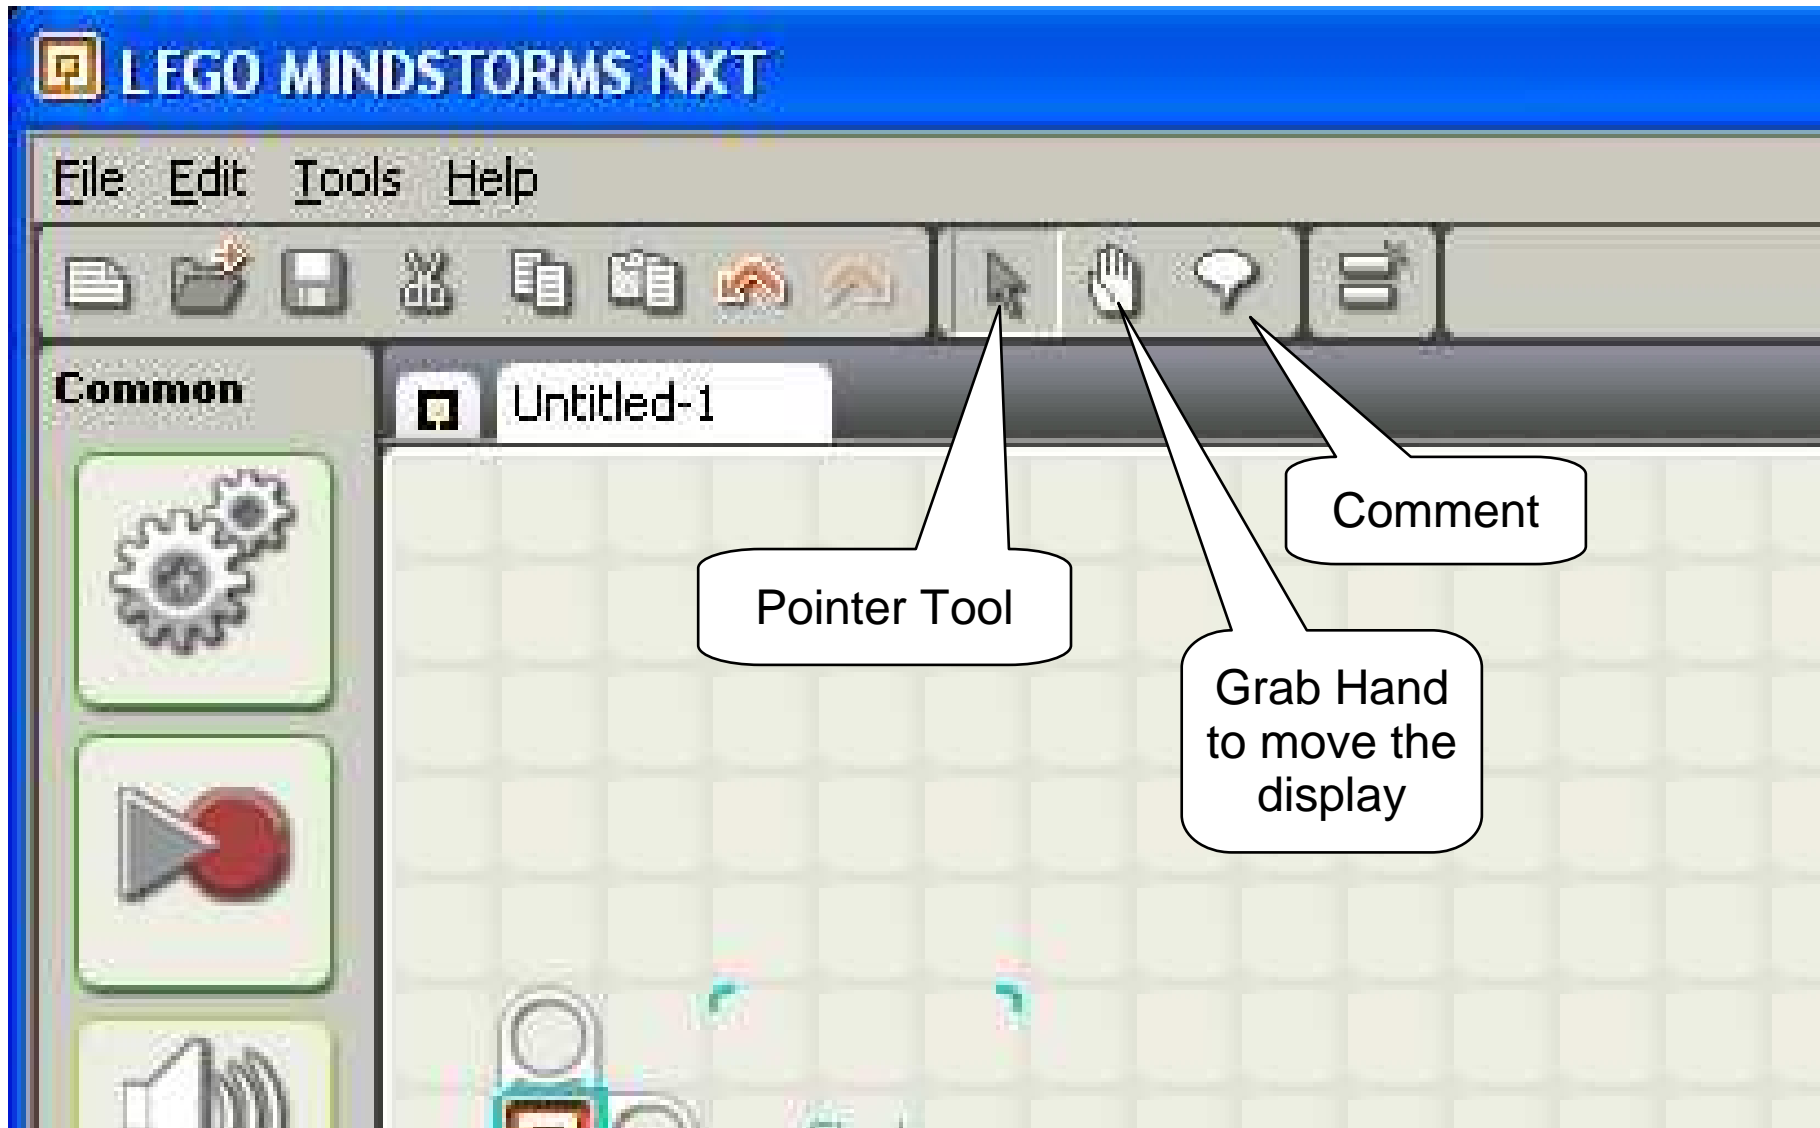 LEGO MINDSTORMS NXT
File Edit Tools Help
Common
Untitled-1
Comment
Pointer Tool
Grab Hand
to move the
display